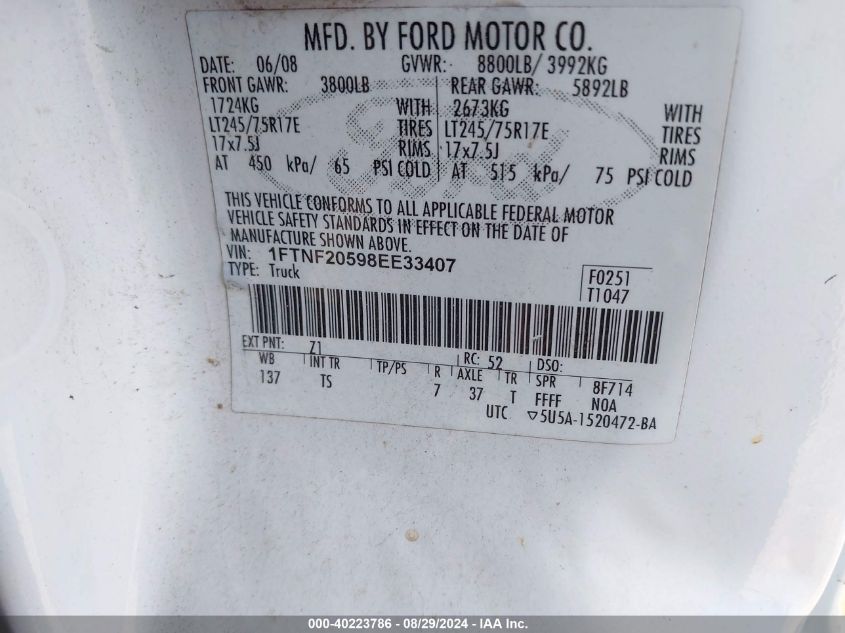 MFD. BY FORD MOTOR CO.
DATE: 06/08 GVWR: 8800LB/ 3992KG
FRONT GAWR: 3800LB REAR GAWR: 5892LB
1724KG WITH 2673KG WITH
LT245/75R17E TIRES LT245/75R17E TIRES
17x7.5J RIMS 17x7.5J RIMS
AT 450 kPa/ 65 PSI COLD AT 515 kPa/ 75 PSI COLD
THIS VEHICLE CONFORMS TO ALL APPLICABLE FEDERAL MOTOR
VEHICLE SAFETY STANDARDS IN EFFECT ON THE DATE OF
MANUFACTURE SHOWN ABOVE.
VIN: 1FTNF20598EE33407
TYPE: Truck
F0251
T1047
EXT PNT: Z1 RC: 52 DSO:
WB INT TR TP/PS R AXLE TR SPR 8F714
137 TS 7 37 T FFFF NOA
UTC ▽5U5A-1520472-BA
Ford
000-40223786 - 08/29/2024 - IAA Inc.